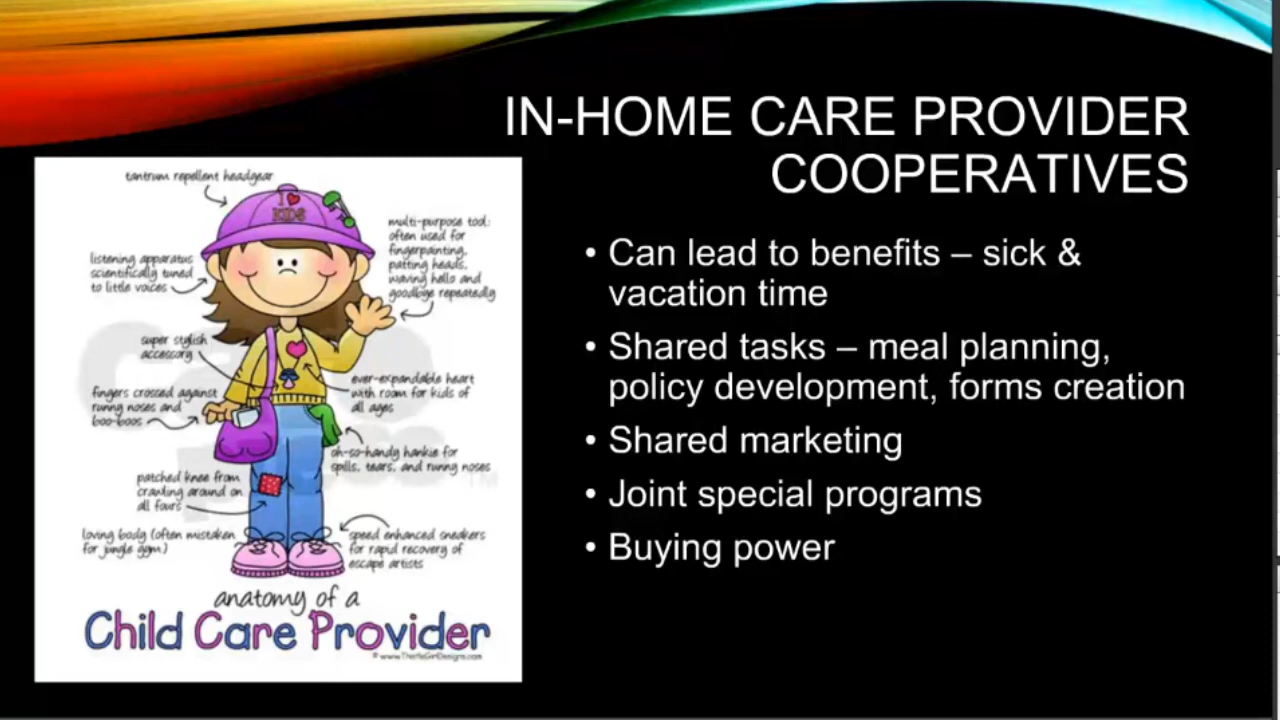 IN-HOME CARE PROVIDER
COOPERATIVES
• Can lead to benefits – sick &
vacation time
• Shared tasks – meal planning,
policy development, forms creation
• Shared marketing
• Joint special programs
• Buying power
tantrum repellent headgear
I
KIDS
multi-purpose tool:
often used for
fingerpainting,
patting heads,
waving hello and
goodbye repeatedly
listening apparatus
scientifically tuned
to little voices
super stylish
accessory
ever-expandable heart
with room for kids of
all ages
fingers crossed against
runny noses and
boo-boos
oh-so-handy hankie for
spills, tears, and runny noses
patched knee from
crawling around on
all fours
loving body (often mistaken
for jungle gym)
speed enhanced sneakers
for rapid recovery of
escape artists
anatomy of a
Child Care Provider
© www.ThistleGirlDesigns.com